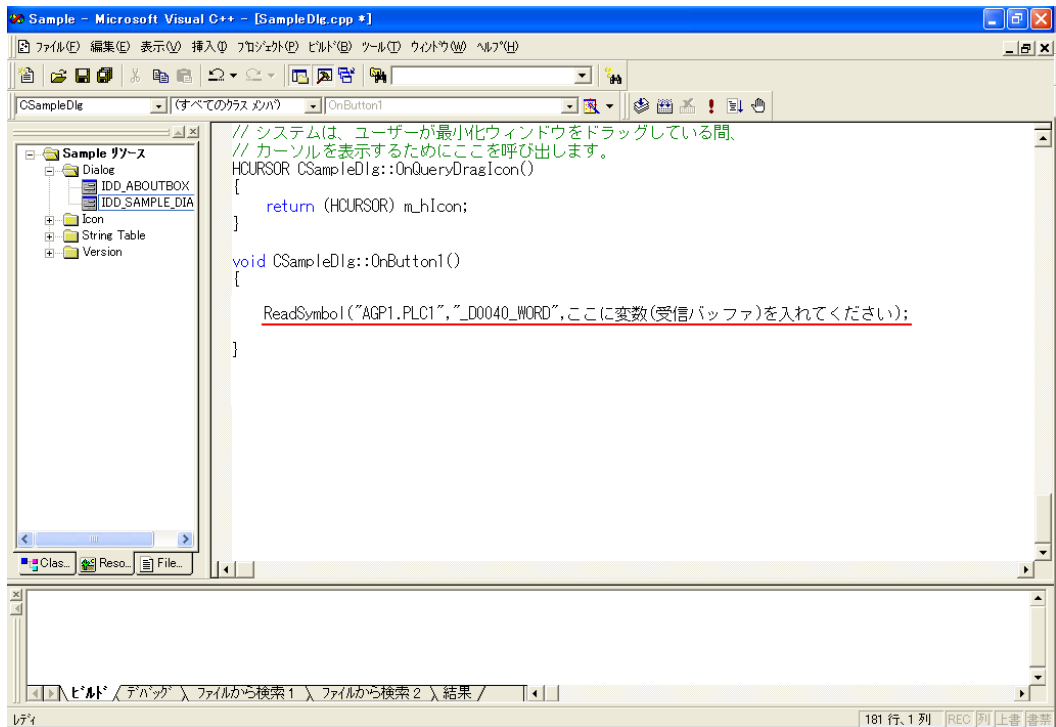 Sample - Microsoft Visual C++ - [SampleDlg.cpp *]
ファイル(F) 編集(E) 表示(V) 挿入(I) プロジェクト(P) ビルド(B) ツール(T) ウィンドウ(W) ヘルプ(H)
CSampleDlg (すべてのクラス メンバ) OnButton1
Sample リソース
Dialog
IDD_ABOUTBOX
IDD_SAMPLE_DIA
Icon
String Table
Version
Clas... Reso... File...
// システムは、ユーザーが最小化ウィンドウをドラッグしている間、
// カーソルを表示するためにここを呼び出します。
HCURSOR CSampleDlg::OnQueryDragIcon()
{
return (HCURSOR) m_hIcon;
}
void CSampleDlg::OnButton1()
{
ReadSymbol("AGP1.PLC1","_D0040_WORD",ここに変数(受信バッファ)を入れてください);
}
ビルド デバッグ ファイルから検索 1 ファイルから検索 2 結果
レディ 181 行、1 列 REC 列 上書 書禁